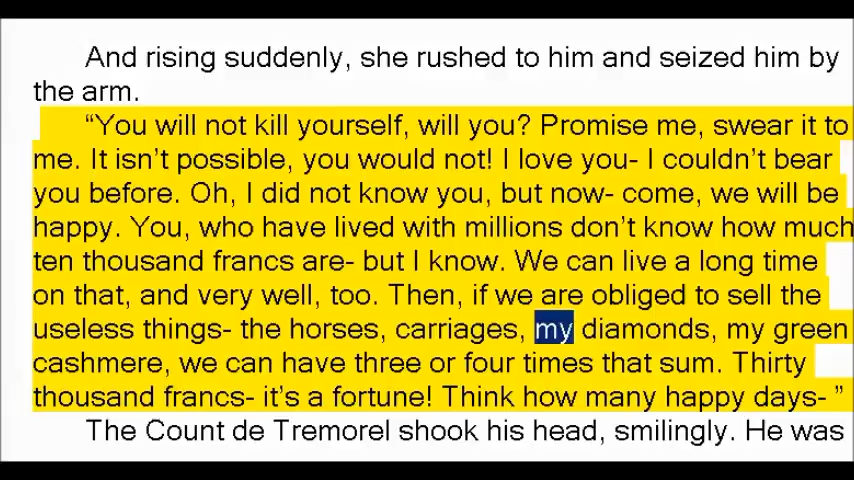 And rising suddenly, she rushed to him and seized him by
the arm.
“You will not kill yourself, will you? Promise me, swear it to
me. It isn’t possible, you would not! I love you- I couldn’t bear
you before. Oh, I did not know you, but now- come, we will be
happy. You, who have lived with millions don’t know how much
ten thousand francs are- but I know. We can live a long time
on that, and very well, too. Then, if we are obliged to sell the
useless things- the horses, carriages, my diamonds, my green
cashmere, we can have three or four times that sum. Thirty
thousand francs- it’s a fortune! Think how many happy days- ”
The Count de Tremorel shook his head, smilingly. He was